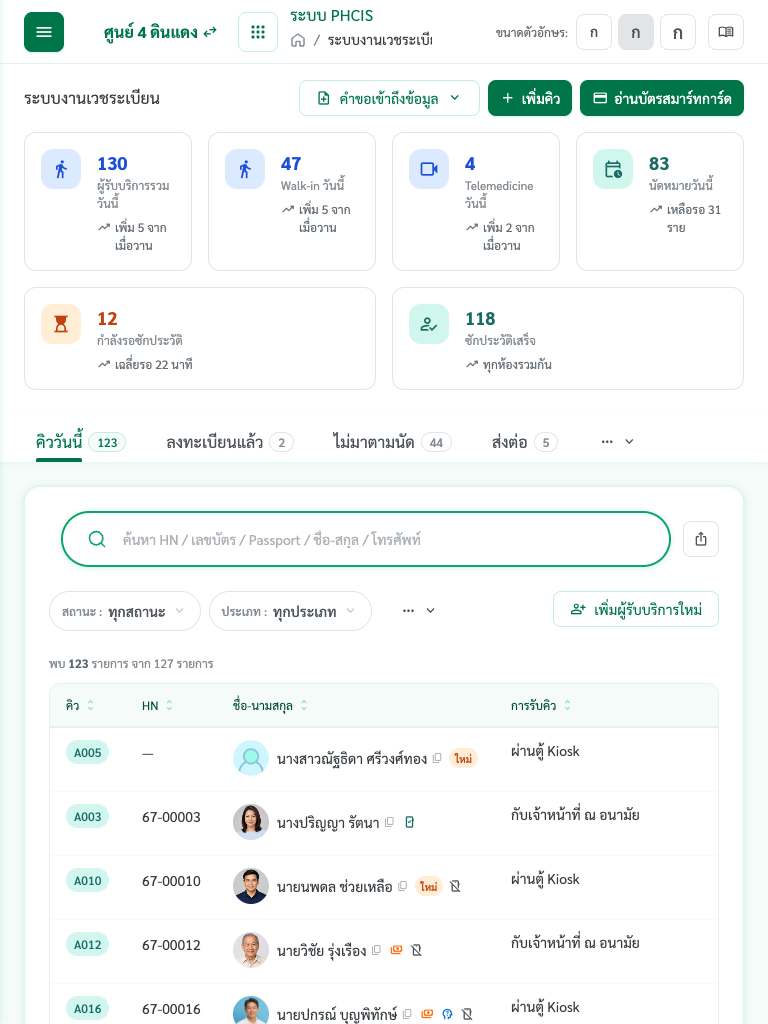 ศูนย์ 4 ดินแดง
ระบบ PHCIS
/ ระบบงานเวชระเบี
ขนาดตัวอักษร: ก ก ก
ระบบงานเวชระเบียน
คำขอเข้าถึงข้อมูล
เพิ่มคิว
อ่านบัตรสมาร์ทการ์ด
130
ผู้รับบริการรวม
วันนี้
เพิ่ม 5 จาก
เมื่อวาน
47
Walk-in วันนี้
เพิ่ม 5 จาก
เมื่อวาน
4
Telemedicine
วันนี้
เพิ่ม 2 จาก
เมื่อวาน
83
นัดหมายวันนี้
เหลือรอ 31
ราย
12
กำลังรอซักประวัติ
เฉลี่ยรอ 22 นาที
118
ซักประวัติเสร็จ
ทุกห้องรวมกัน
คิววันนี้ 123 ลงทะเบียนแล้ว 2 ไม่มาตามนัด 44 ส่งต่อ 5
ค้นหา HN / เลขบัตร / Passport / ชื่อ-สกุล / โทรศัพท์
สถานะ : ทุกสถานะ ประเภท : ทุกประเภท เพิ่มผู้รับบริการใหม่
พบ 123 รายการ จาก 127 รายการ
คิว HN ชื่อ-นามสกุล การรับคิว
A005 — นางสาวณัฐธิดา ศรีวงศ์ทอง ใหม่ ผ่านตู้ Kiosk
A003 67-00003 นางปริญญา รัตนา กับเจ้าหน้าที่ ณ อนามัย
A010 67-00010 นายนพดล ช่วยเหลือ ใหม่ ผ่านตู้ Kiosk
A012 67-00012 นายวิชัย รุ่งเรือง กับเจ้าหน้าที่ ณ อนามัย
A016 67-00016 นายปกรณ์ บุญพิทักษ์ ผ่านตู้ Kiosk